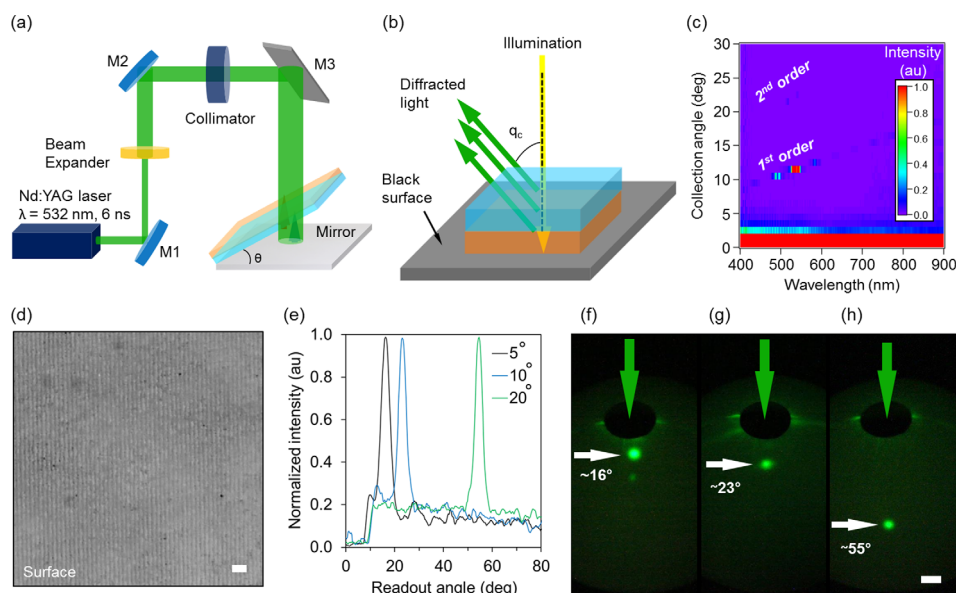 (a)
M2
Collimator
M3
Beam
Expander
Nd:YAG laser
λ = 532 nm, 6 ns
M1
Mirror
θ
(b)
Illumination
Diffracted
light
qc
Black
surface
(c)
Collection angle (deg)
30
25
20
15
10
5
0
2nd order
1st order
Intensity
(au)
1.0
0.8
0.6
0.4
0.2
0.0
400 500 600 700 800 900
Wavelength (nm)
(d)
Surface
(e)
Normalized intensity (au)
1.0
0.8
0.6
0.4
0.2
0.0
5°
10°
20°
0 20 40 60 80
Readout angle (deg)
(f)
~16°
(g)
~23°
(h)
~55°